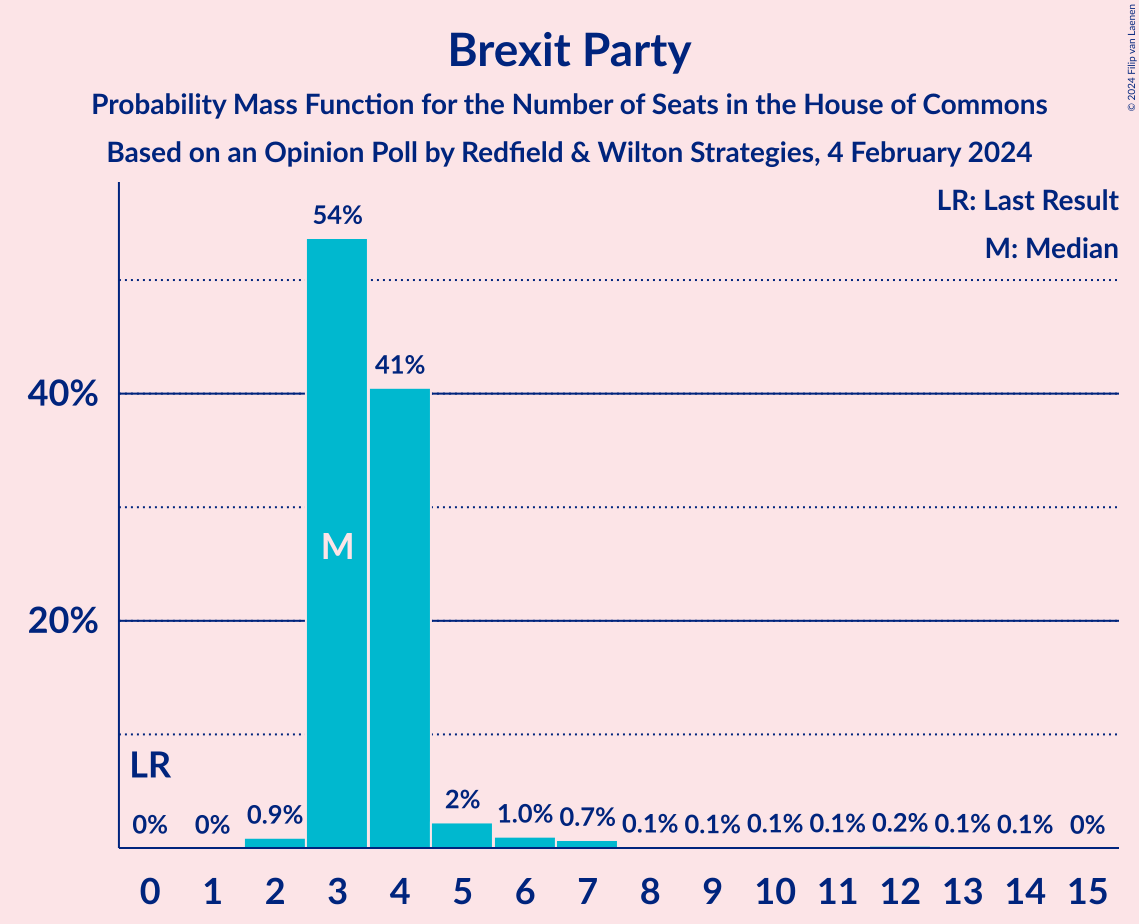 Brexit Party
Probability Mass Function for the Number of Seats in the House of Commons
Based on an Opinion Poll by Redfield & Wilton Strategies, 4 February 2024
© 2024 Filip van Laenen
LR: Last Result
M: Median
54%
41%
40%
M
20%
LR
0% 0% 0.9% 2% 1.0% 0.7% 0.1% 0.1% 0.1% 0.1% 0.2% 0.1% 0.1% 0%
0 1 2 3 4 5 6 7 8 9 10 11 12 13 14 15